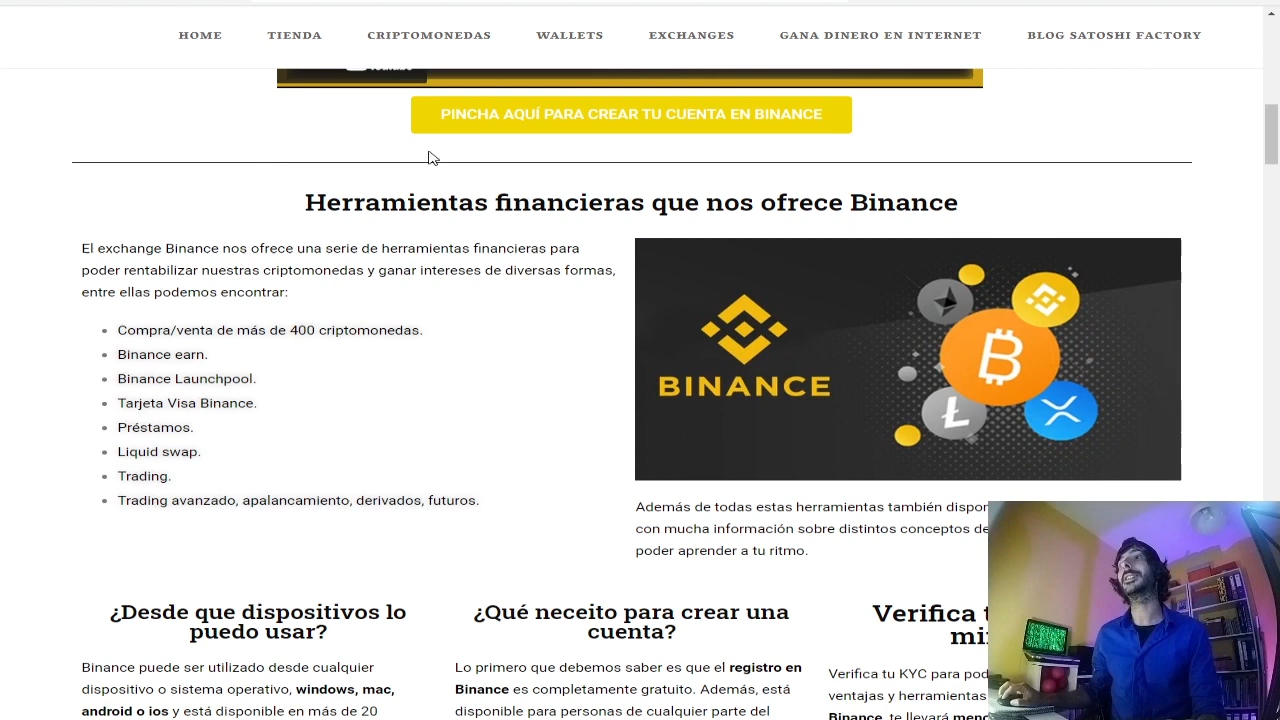 HOME TIENDA CRIPTOMONEDAS WALLETS EXCHANGES GANA DINERO EN INTERNET BLOG SATOSHI FACTORY
PINCHA AQUÍ PARA CREAR TU CUENTA EN BINANCE
Herramientas financieras que nos ofrece Binance
El exchange Binance nos ofrece una serie de herramientas financieras para
poder rentabilizar nuestras criptomonedas y ganar intereses de diversas formas,
entre ellas podemos encontrar:
Compra/venta de más de 400 criptomonedas.
Binance earn.
Binance Launchpool.
Tarjeta Visa Binance.
Préstamos.
Liquid swap.
Trading.
Trading avanzado, apalancamiento, derivados, futuros.
BINANCE
Además de todas estas herramientas también dispon
con mucha información sobre distintos conceptos de
poder aprender a tu ritmo.
¿Desde que dispositivos lo
puedo usar?
Binance puede ser utilizado desde cualquier
dispositivo o sistema operativo, windows, mac,
android o ios y está disponible en más de 20
¿Qué neceito para crear una
cuenta?
Lo primero que debemos saber es que el registro en
Binance es completamente gratuito. Además, está
disponible para personas de cualquier parte del
Verifica t
mi
Verifica tu KYC para pod
ventajas y herramientas
Binance, te llevará meno